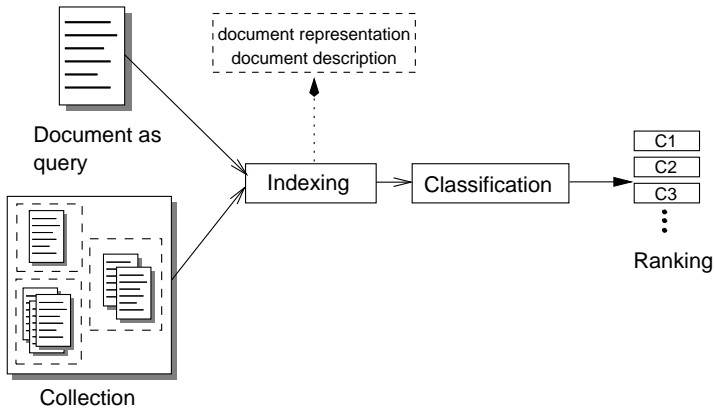 document representation
document description
Document as
query
Indexing
Classification
C1
C2
C3
Ranking
Collection